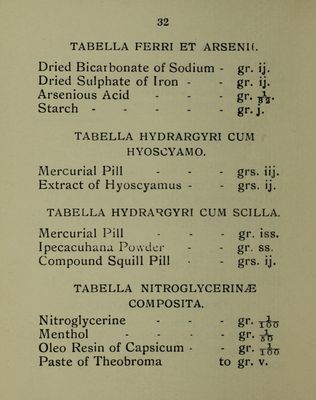 32
TABELLA FERRI ET ARSENII.
Dried Bicarbonate of Sodium - gr. ij.
Dried Sulphate of Iron - - gr. ij.
Arsenious Acid - - - gr. 1/32.
Starch - - - - - gr. j.
TABELLA HYDRARGYRI CUM
HYOSCYAMO.
Mercurial Pill - - - grs. iij.
Extract of Hyoscyamus - - grs. ij.
TABELLA HYDRARGYRI CUM SCILLA.
Mercurial Pill - - - gr. iss.
Ipecacuhana Powder - - gr. ss.
Compound Squill Pill - - grs. ij.
TABELLA NITROGLYCERINÆ
COMPOSITA.
Nitroglycerine - - - gr. 1/100
Menthol - - - - gr. 1/50
Oleo Resin of Capsicum - - gr. 1/100
Paste of Theobroma to gr. v.